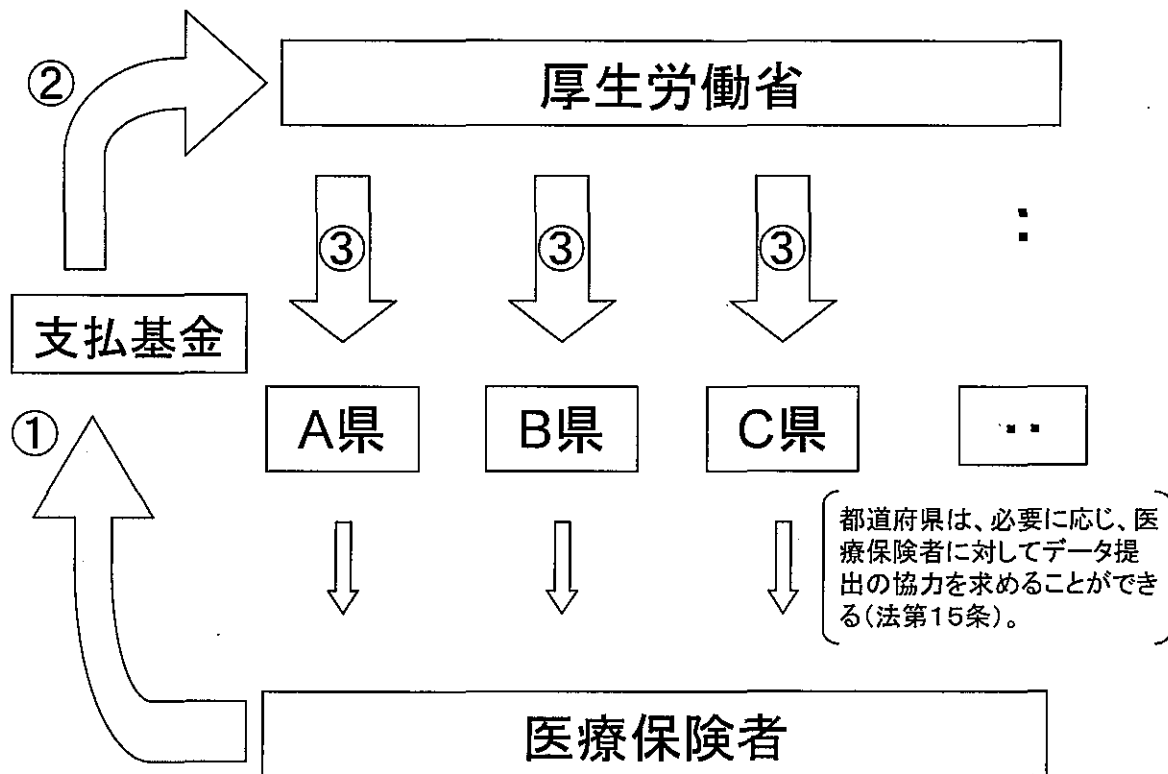 ②
厚生労働省
③ ③ ③ :
支払基金
①
A県 B県 C県 ‥
都道府県は、必要に応じ、医
療保険者に対してデータ提
出の協力を求めることができ
る(法第15条)。
医療保険者